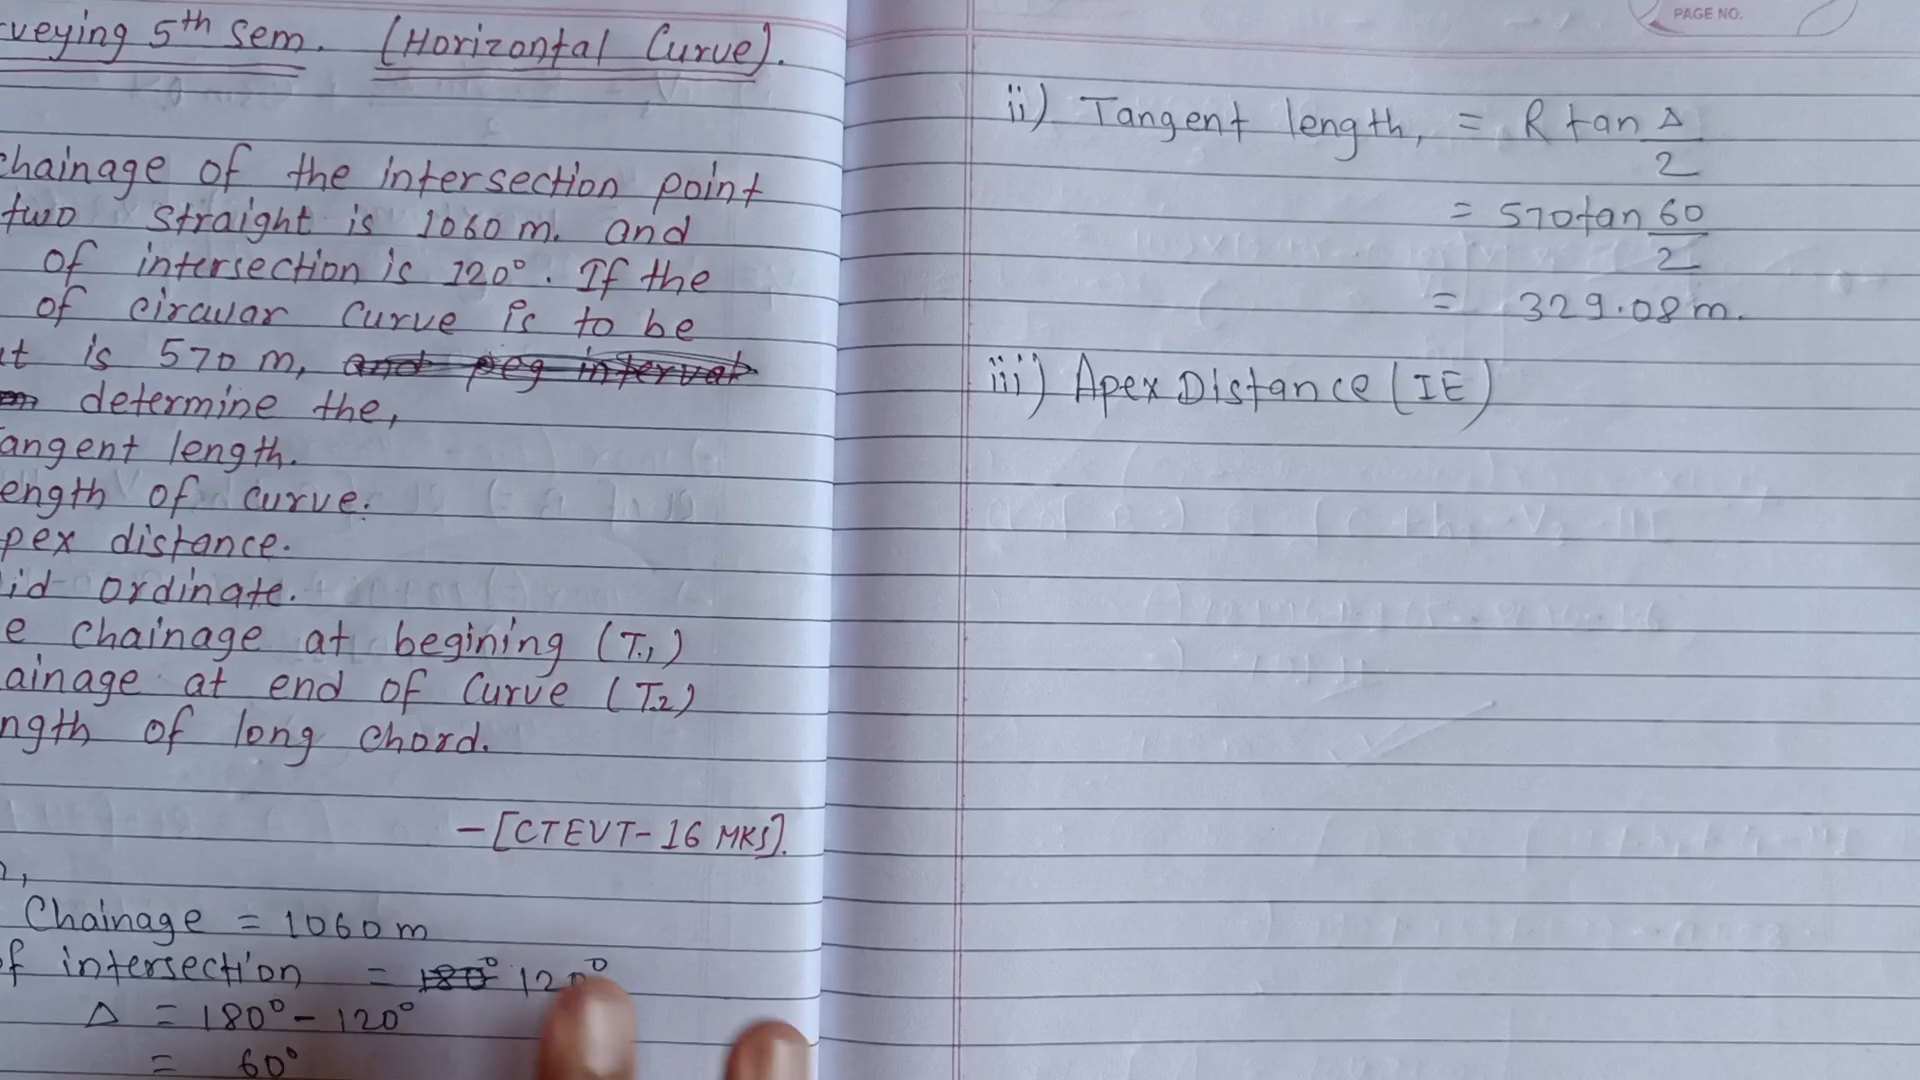 veying 5th sem. (Horizontal Curve).
chainage of the intersection point
two straight is 1060 m. and
of intersection is 120°. If the
of cirawar curve is to be
t is 570 m, and peg interval
determine the,
angent length.
ength of curve.
pex distance.
id ordinate.
e chainage at begining (T.1)
ainage at end of curve (T.2)
ngth of long chord.
- [CTEVT - 16 MKS].
Chainage = 1060 m
f intersection = 180° 120°
Δ = 180° - 120°
= 60°
PAGE NO.
ii) Tangent length, = R tan Δ
2
= 570 tan 60
2
= 329.08 m.
iii) Apex Distance (IE)